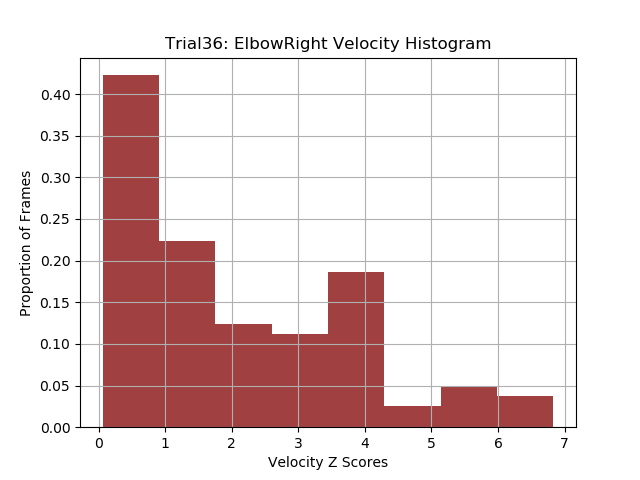 Trial36: ElbowRight Velocity Histogram
0.40
0.35
0.30
0.25
0.20
0.15
0.10
0.05
0.00
Proportion of Frames
0 1 2 3 4 5 6 7
Velocity Z Scores